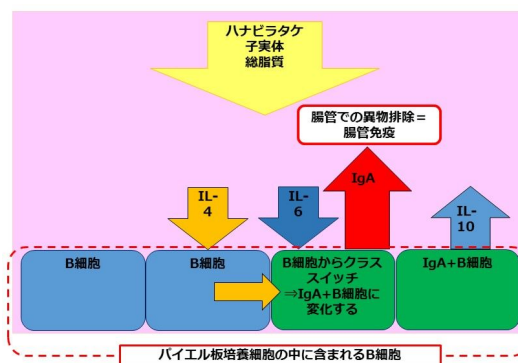 ハナビラタケ
子実体
総脂質
腸管での異物排除＝
腸管免疫
IL-
4
IL-
6
IgA
IL-
10
B細胞
B細胞
B細胞からクラス
スイッチ
⇒IgA+B細胞に
変化する
IgA+B細胞
パイエル板培養細胞の中に含まれるB細胞